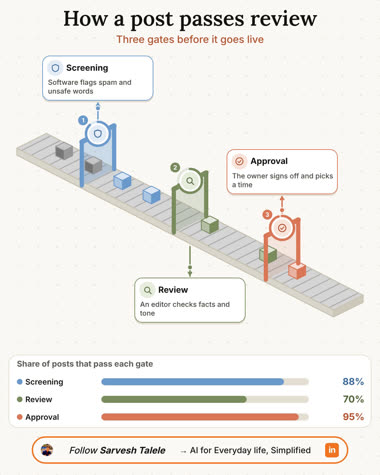 How a post passes review
Three gates before it goes live
Screening
Software flags spam and
unsafe words
1
2
Approval
The owner signs off and picks
a time
3
Review
An editor checks facts and
tone
Share of posts that pass each gate
Screening 88%
Review 70%
Approval 95%
Follow Sarvesh Talele → AI for Everyday life, Simplified in